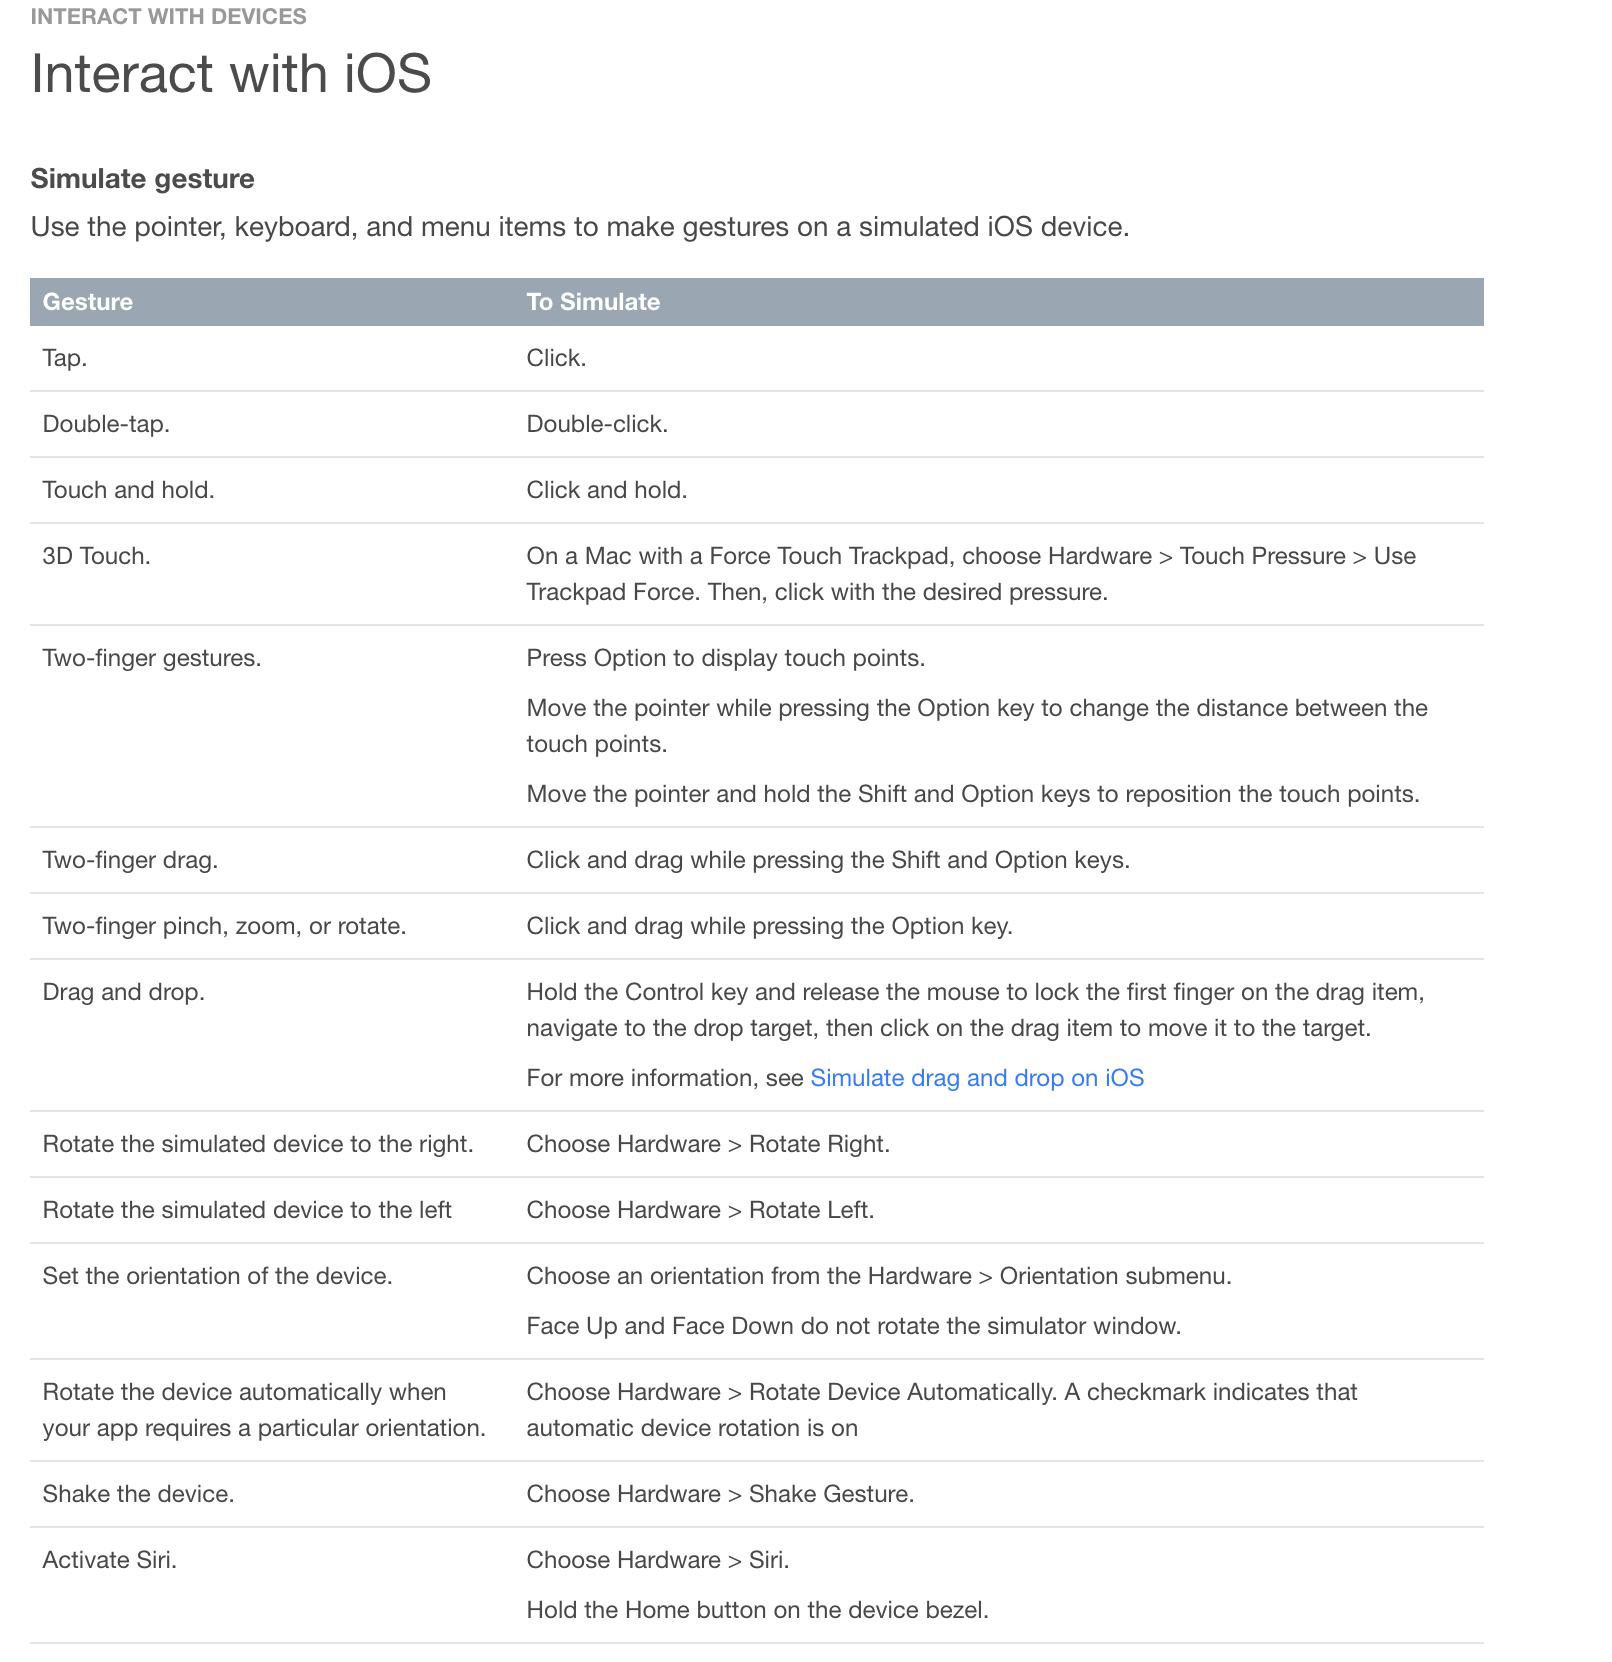 INTERACT WITH DEVICES
Interact with iOS
Simulate gesture
Use the pointer, keyboard, and menu items to make gestures on a simulated iOS device.
Gesture To Simulate
Tap. Click.
Double-tap. Double-click.
Touch and hold. Click and hold.
3D Touch. On a Mac with a Force Touch Trackpad, choose Hardware > Touch Pressure > Use
Trackpad Force. Then, click with the desired pressure.
Two-finger gestures. Press Option to display touch points.
Move the pointer while pressing the Option key to change the distance between the
touch points.
Move the pointer and hold the Shift and Option keys to reposition the touch points.
Two-finger drag. Click and drag while pressing the Shift and Option keys.
Two-finger pinch, zoom, or rotate. Click and drag while pressing the Option key.
Drag and drop. Hold the Control key and release the mouse to lock the first finger on the drag item,
navigate to the drop target, then click on the drag item to move it to the target.
For more information, see Simulate drag and drop on iOS
Rotate the simulated device to the right. Choose Hardware > Rotate Right.
Rotate the simulated device to the left Choose Hardware > Rotate Left.
Set the orientation of the device. Choose an orientation from the Hardware > Orientation submenu.
Face Up and Face Down do not rotate the simulator window.
Rotate the device automatically when Choose Hardware > Rotate Device Automatically. A checkmark indicates that
your app requires a particular orientation. automatic device rotation is on
Shake the device. Choose Hardware > Shake Gesture.
Activate Siri. Choose Hardware > Siri.
Hold the Home button on the device bezel.